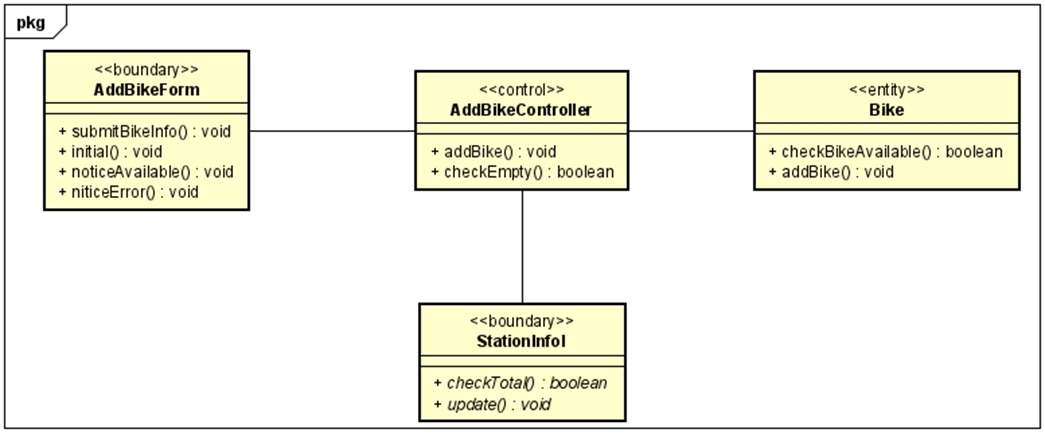 pkg
<<boundary>>
AddBikeForm
+ submitBikeInfo() : void
+ initial() : void
+ noticeAvailable() : void
+ niticeError() : void
<<control>>
AddBikeController
+ addBike() : void
+ checkEmpty() : boolean
<<entity>>
Bike
+ checkBikeAvailable() : boolean
+ addBike() : void
<<boundary>>
StationInfoI
+ checkTotal() : boolean
+ update() : void